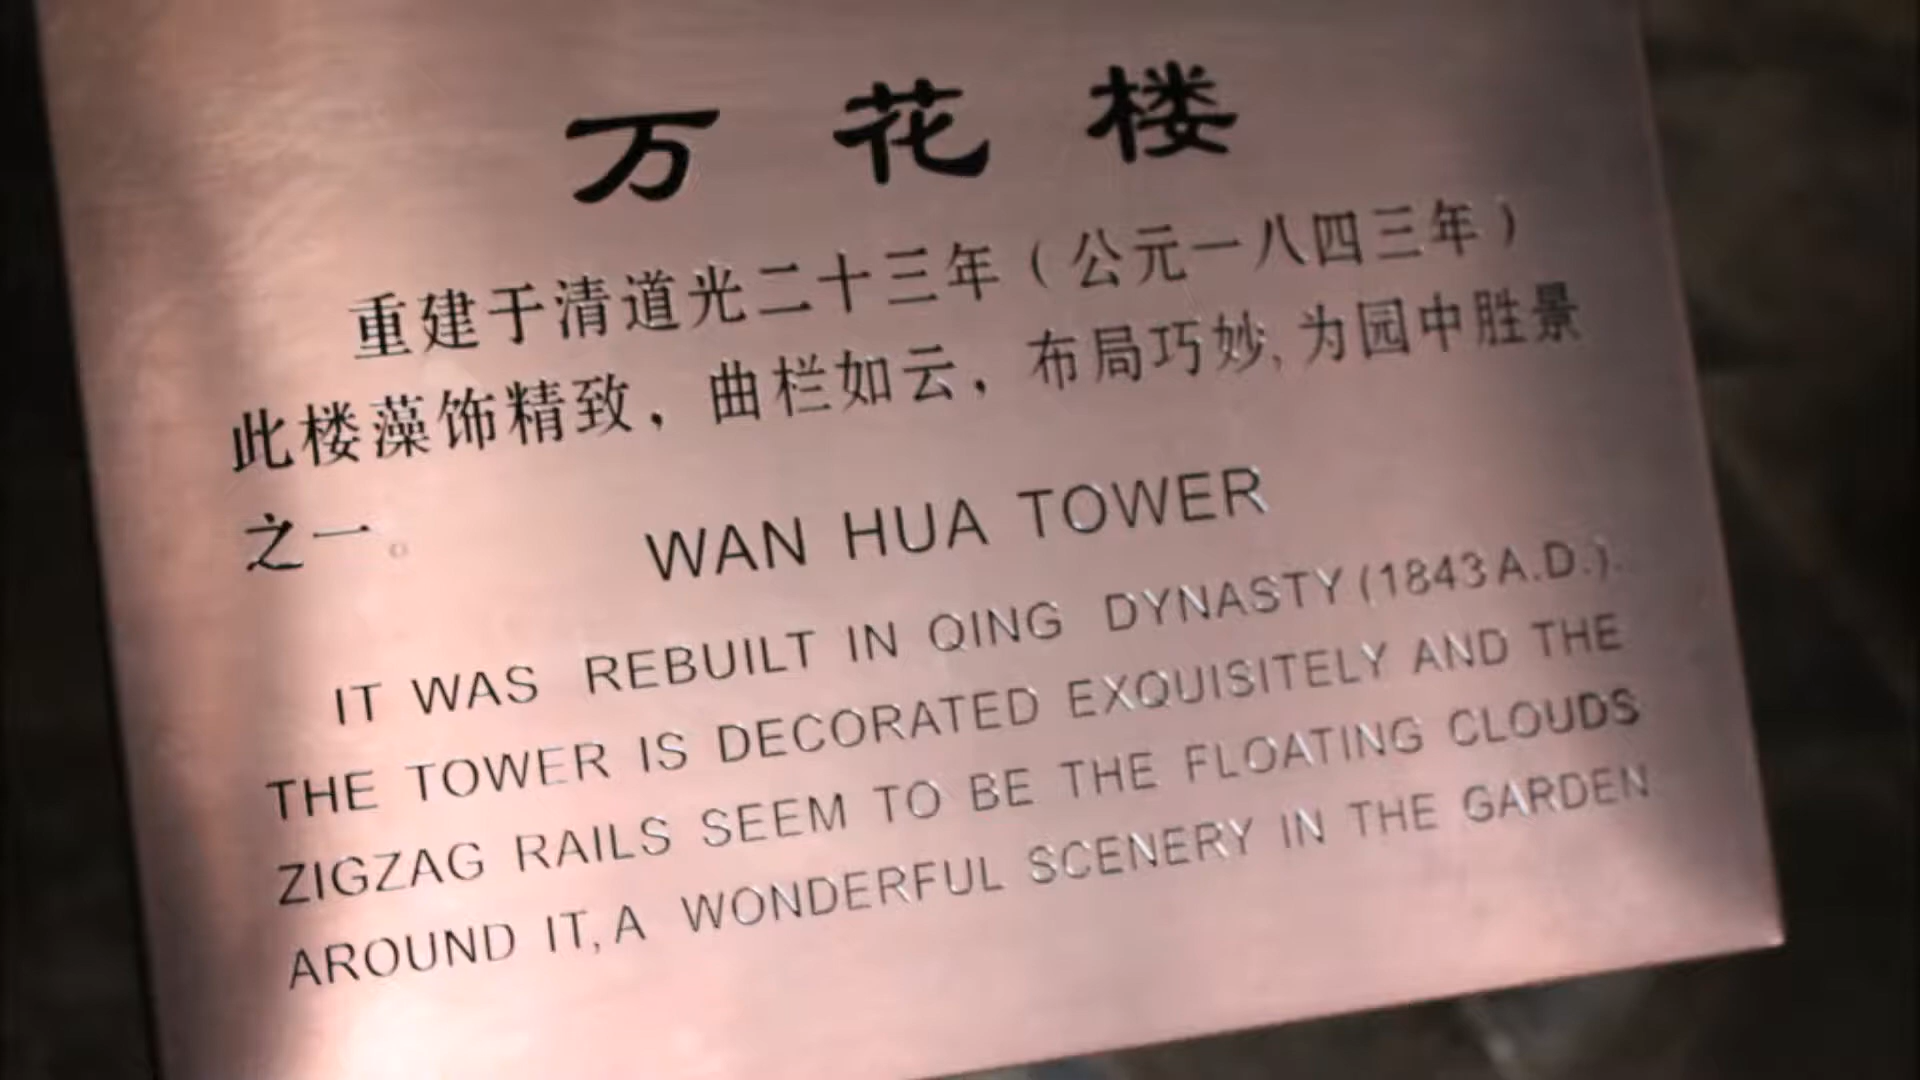 万花楼
重建于清道光二十三年（公元一八四三年）
此楼藻饰精致，曲栏如云，布局巧妙，为园中胜景
之一。
WAN HUA TOWER
IT WAS REBUILT IN QING DYNASTY (1843 A.D.).
THE TOWER IS DECORATED EXQUISITELY AND THE
ZIGZAG RAILS SEEM TO BE THE FLOATING CLOUDS
AROUND IT, A WONDERFUL SCENERY IN THE GARDEN